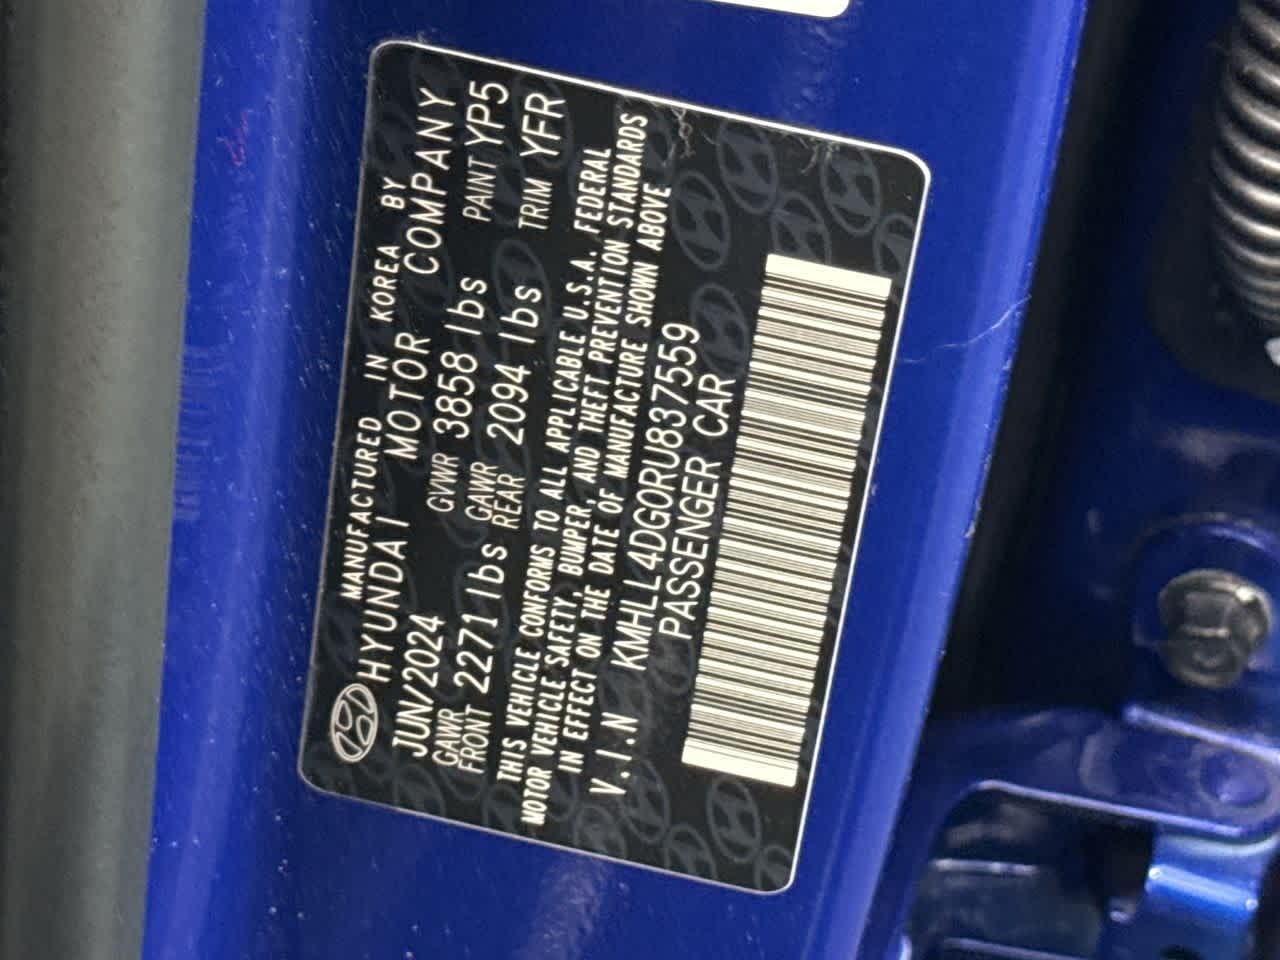 MANUFACTURED IN KOREA BY
HYUNDAI MOTOR COMPANY
JUN/2024 GVWR 3858 lbs PAINT YP5
GAWR FRONT 2271 lbs GAWR REAR 2094 lbs TRIM YFR
THIS VEHICLE CONFORMS TO ALL APPLICABLE U.S.A. FEDERAL
MOTOR VEHICLE SAFETY, BUMPER, AND THEFT PREVENTION STANDARDS
IN EFFECT ON THE DATE OF MANUFACTURE SHOWN ABOVE
V.I.N KMHLL4DG0RU837559
PASSENGER CAR